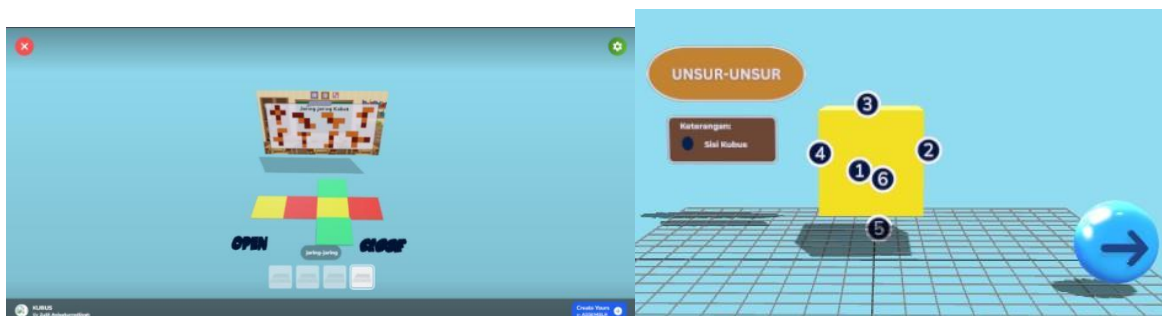 Jaring-Jaring Kubus
OPEN
CLOSE
Jaring-Jaring
KUBUS
Create Yours
UNSUR-UNSUR
Keterangan:
Sisi Kubus
3
4
2
1
6
5